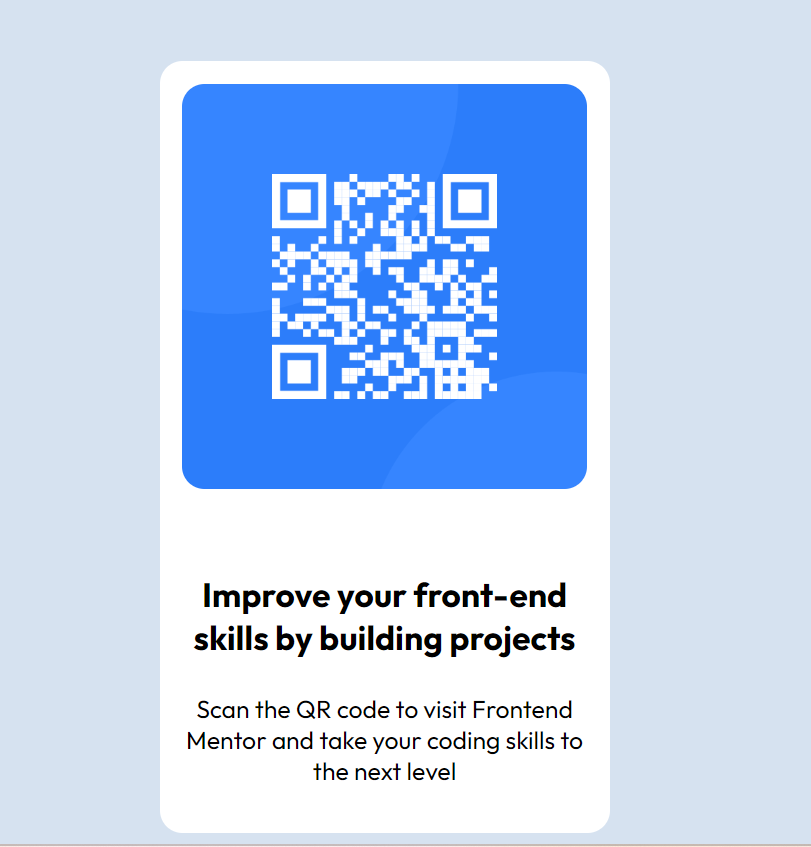 Improve your front-end
skills by building projects
Scan the QR code to visit Frontend
Mentor and take your coding skills to
the next level